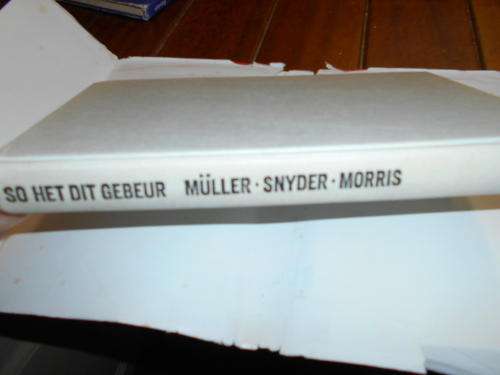 SO HET DIT GEBEUR MÜLLER · SNYDER · MORRIS